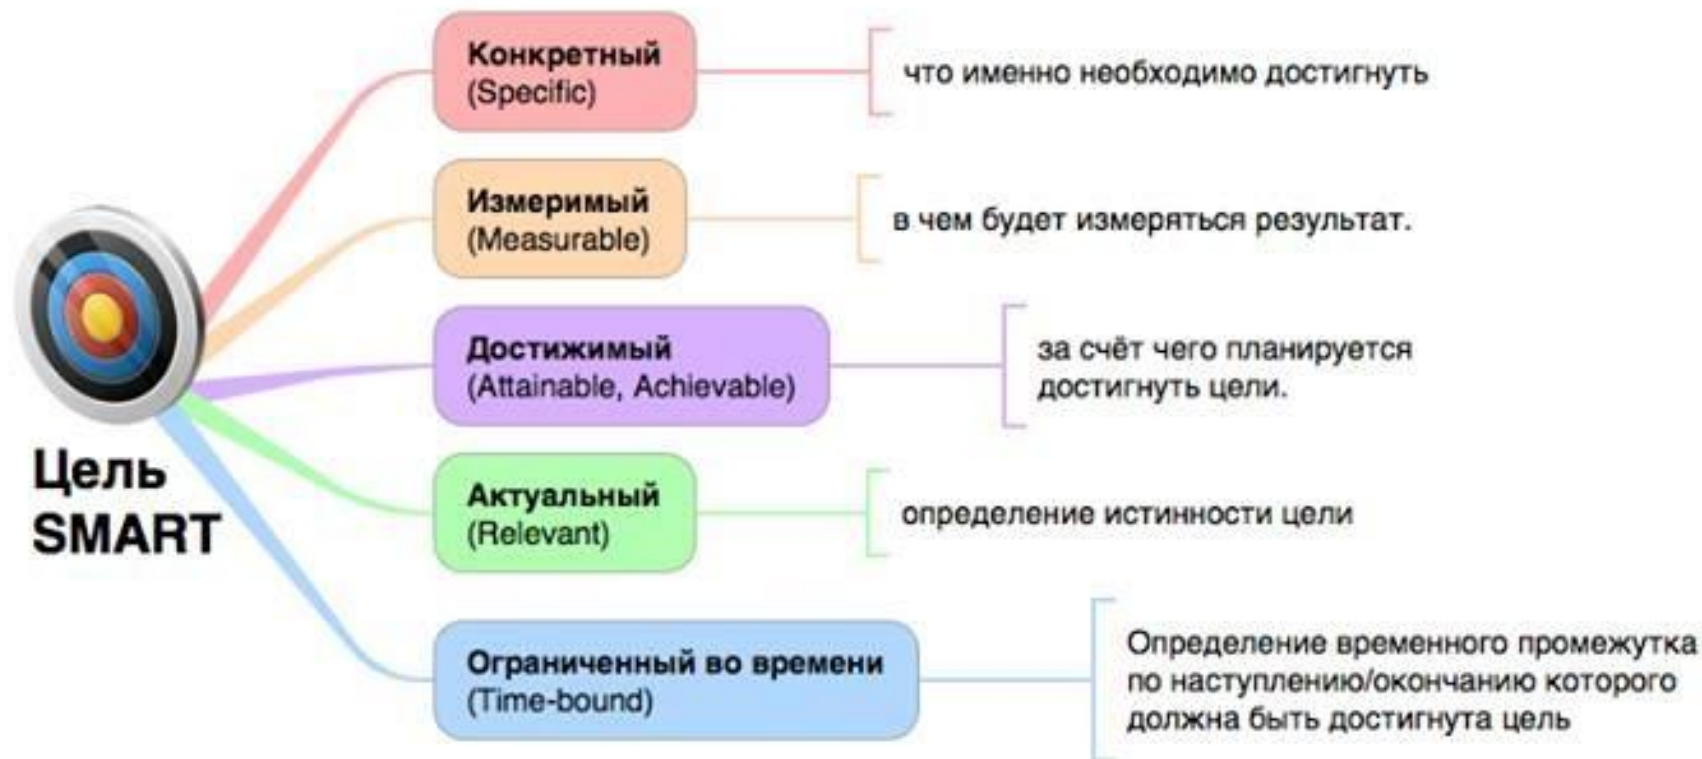 Цель
SMART
Конкретный
(Specific)
что именно необходимо достигнуть
Измеримый
(Measurable)
в чем будет измеряться результат.
Достижимый
(Attainable, Achievable)
за счёт чего планируется
достигнуть цели.
Актуальный
(Relevant)
определение истинности цели
Ограниченный во времени
(Time-bound)
Определение временного промежутка
по наступлению/окончанию которого
должна быть достигнута цель